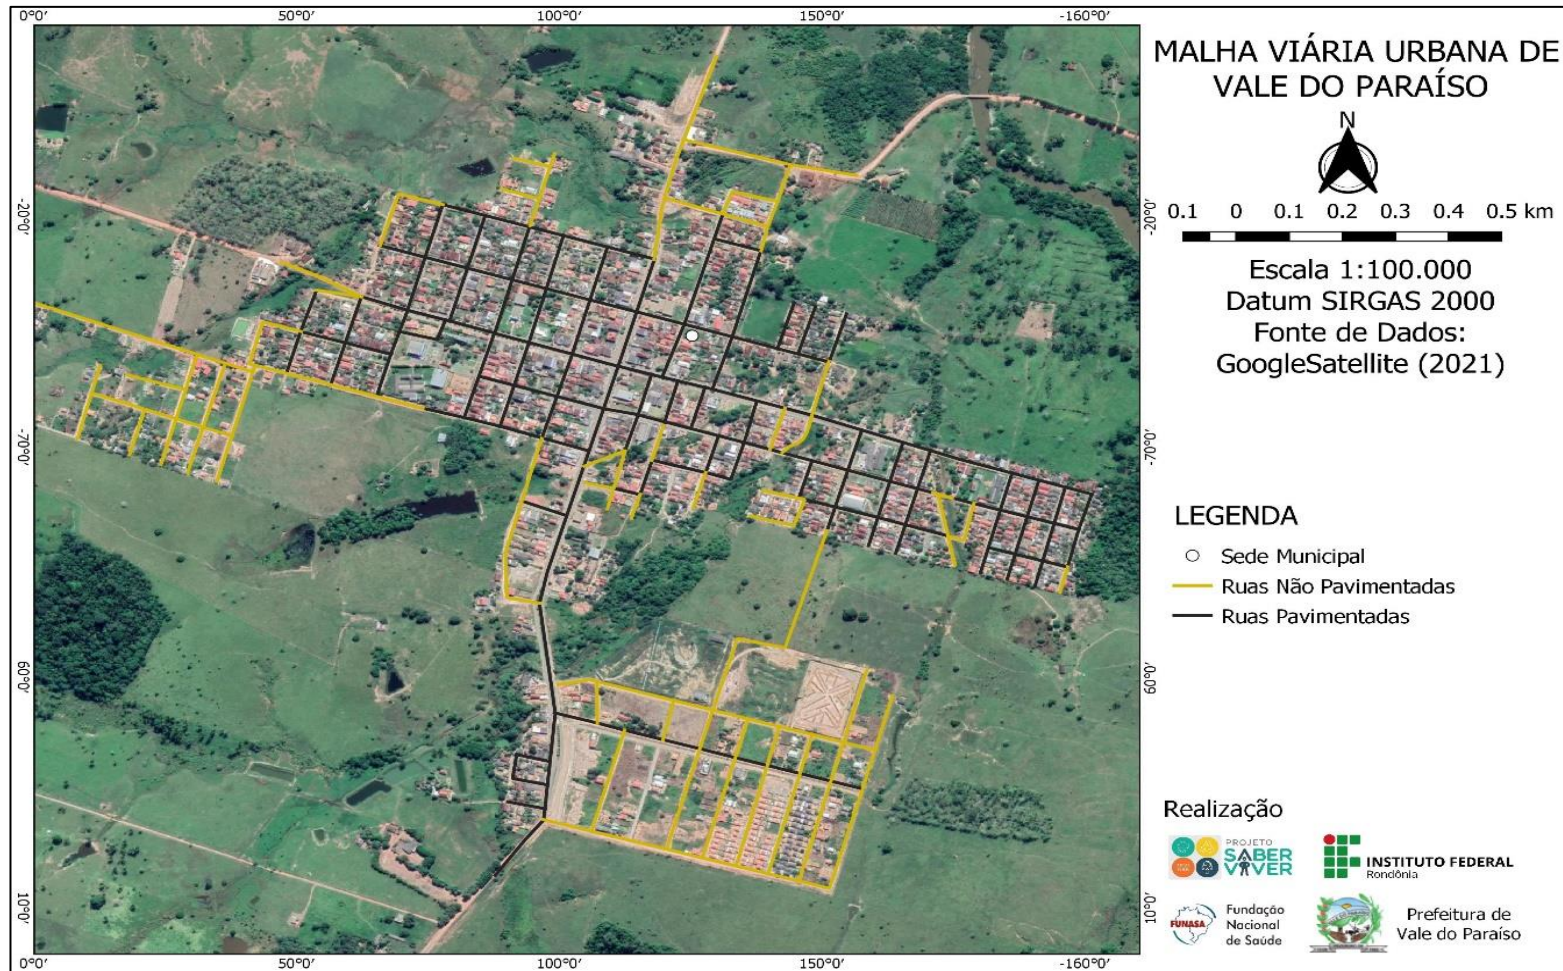 0°0' 50°0' 100°0' 150°0' -160°0'
MALHA VIÁRIA URBANA DE
VALE DO PARAÍSO
N
0.1 0 0.1 0.2 0.3 0.4 0.5 km
Escala 1:100.000
Datum SIRGAS 2000
Fonte de Dados:
GoogleSatellite (2021)
-20°0'
-70°0'
60°0'
10°0'
-20°0'
-70°0'
60°0'
10°0'
LEGENDA
Sede Municipal
Ruas Não Pavimentadas
Ruas Pavimentadas
Realização
PROJETO
SABER
VIVER
INSTITUTO FEDERAL
Rondônia
FUNASA
Fundação
Nacional
de Saúde
Prefeitura de
Vale do Paraíso
0°0' 50°0' 100°0' 150°0' -160°0'